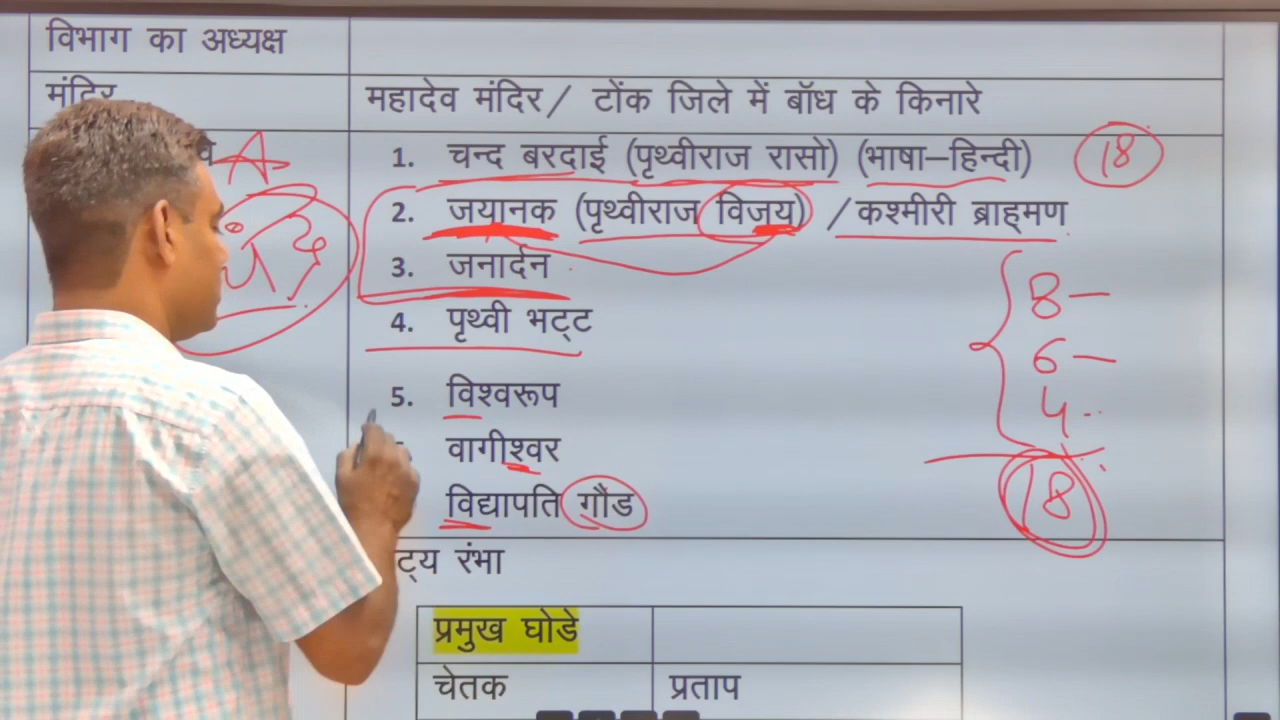 विभाग का अध्यक्ष
मंदिर महादेव मंदिर / टोंक जिले में बॉध के किनारे
1. चन्द बरदाई (पृथ्वीराज रासो) (भाषा–हिन्दी) 18
A
2. जयानक (पृथ्वीराज विजय) /कश्मीरी ब्राह्मण
3. जनार्दन
8–
4. पृथ्वी भट्ट
6–
5. विश्वरूप
4
वागीश्वर
विद्यापति गौंड
18
ट्य रंभा
प्रमुख घोडे
चेतक प्रताप